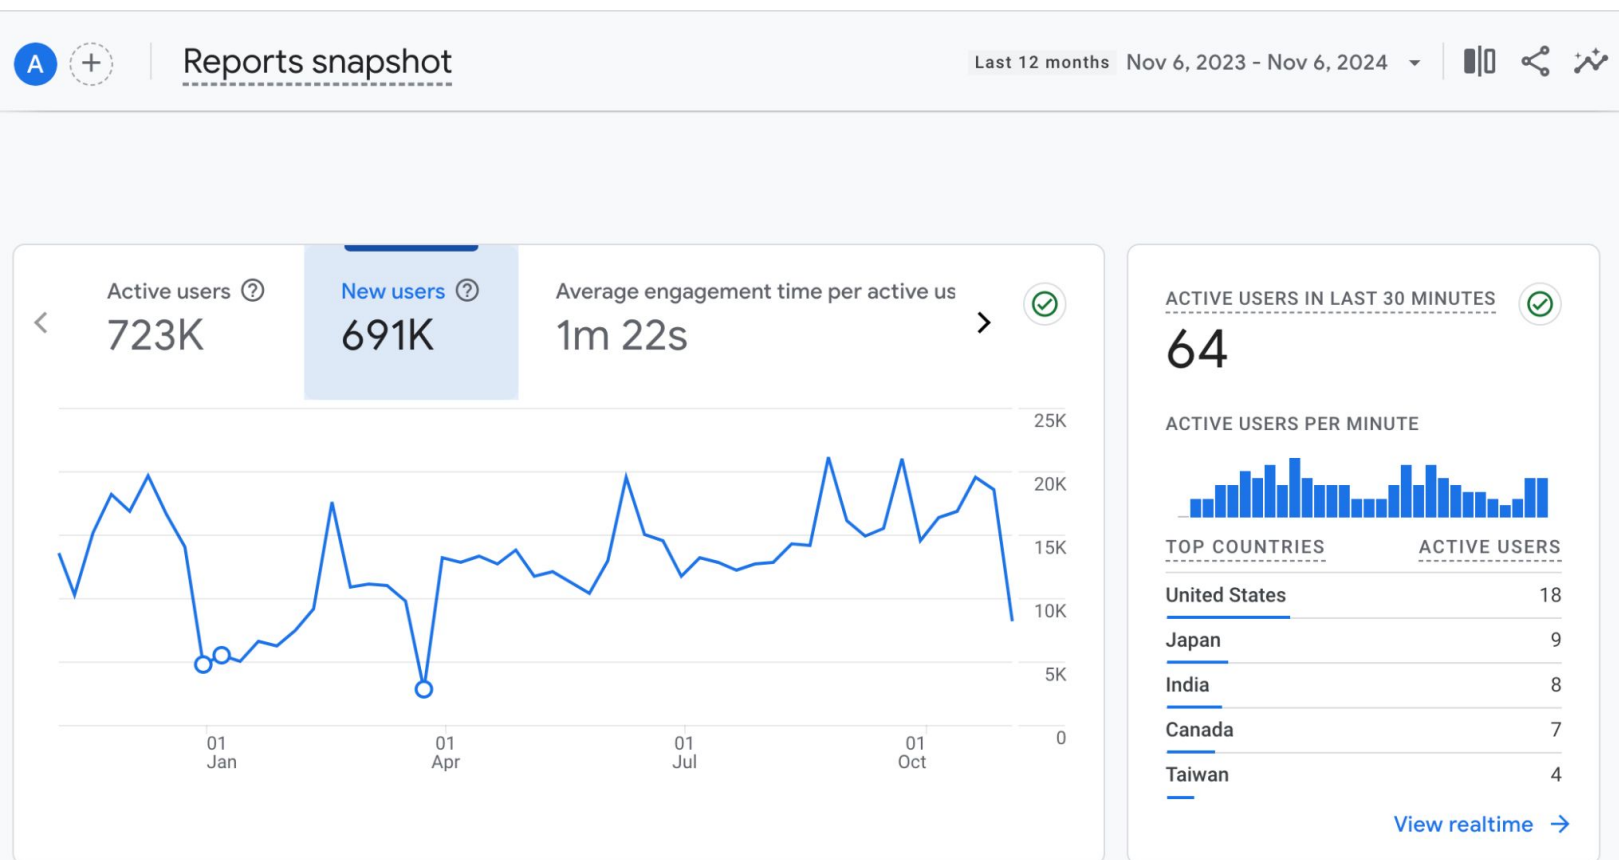 A
Reports snapshot
Last 12 months Nov 6, 2023 - Nov 6, 2024
Active users
723K
New users
691K
Average engagement time per active us
1m 22s
25K
20K
15K
10K
5K
0
01
Jan
01
Apr
01
Jul
01
Oct
ACTIVE USERS IN LAST 30 MINUTES
64
ACTIVE USERS PER MINUTE
TOP COUNTRIES ACTIVE USERS
United States 18
Japan 9
India 8
Canada 7
Taiwan 4
View realtime